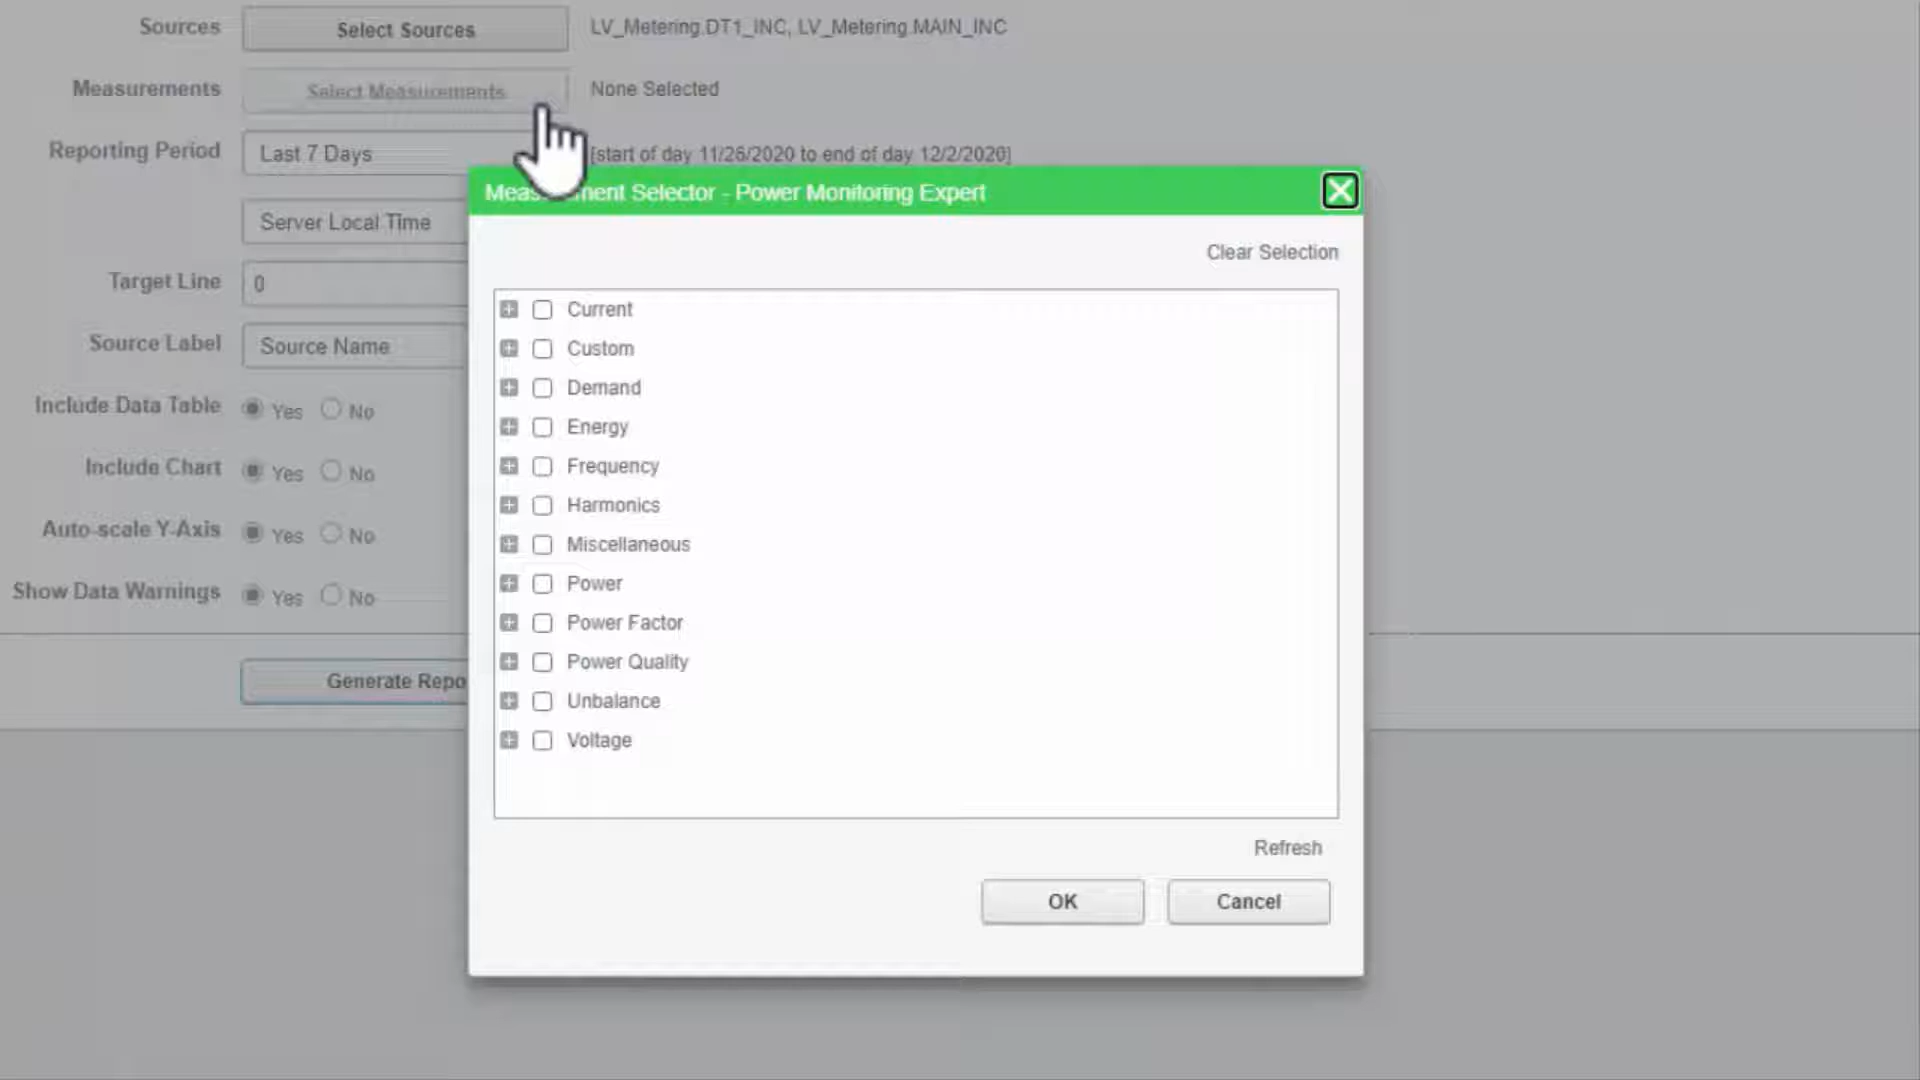 Sources Select Sources LV_Metering.DT1_INC, LV_Metering.MAIN_INC
Measurements Select Measurements None Selected
Reporting Period Last 7 Days [start of day 11/26/2020 to end of day 12/2/2020]
Measurement Selector - Power Monitoring Expert
Server Local Time
Clear Selection
Target Line 0
Source Label Source Name
Include Data Table Yes No
Include Chart Yes No
Auto-scale Y-Axis Yes No
Show Data Warnings Yes No
Generate Repo
Current
Custom
Demand
Energy
Frequency
Harmonics
Miscellaneous
Power
Power Factor
Power Quality
Unbalance
Voltage
Refresh
OK Cancel